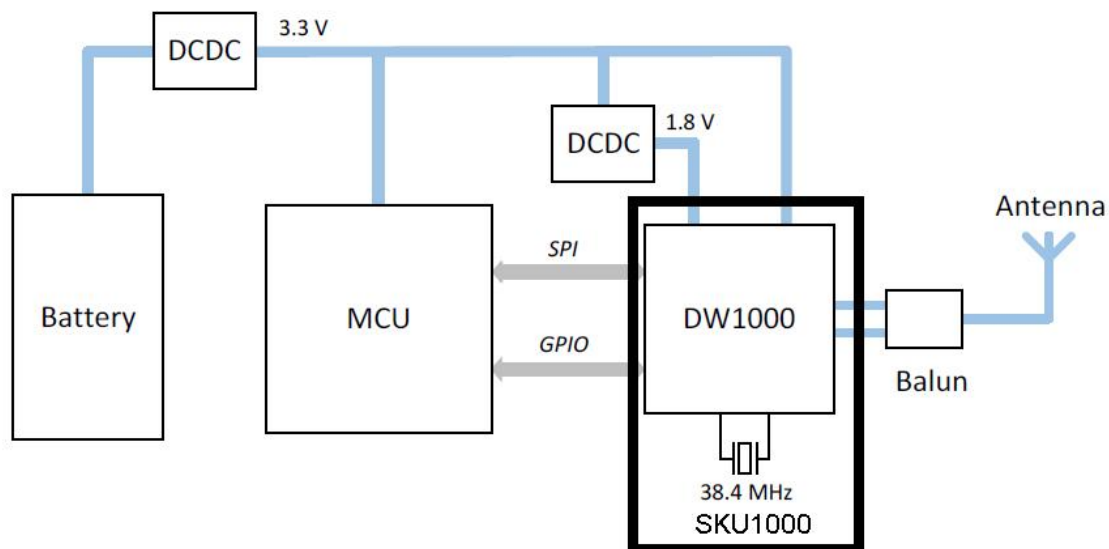 DCDC
3.3 V
DCDC
1.8 V
Antenna
Battery
MCU
SPI
GPIO
DW1000
Balun
38.4 MHz
SKU1000